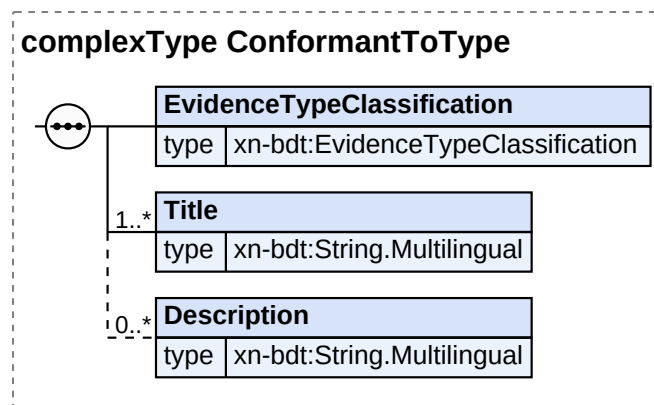 complexType ConformantToType
EvidenceTypeClassification
type xn-bdt:EvidenceTypeClassification
1..* Title
type xn-bdt:String.Multilingual
0..* Description
type xn-bdt:String.Multilingual